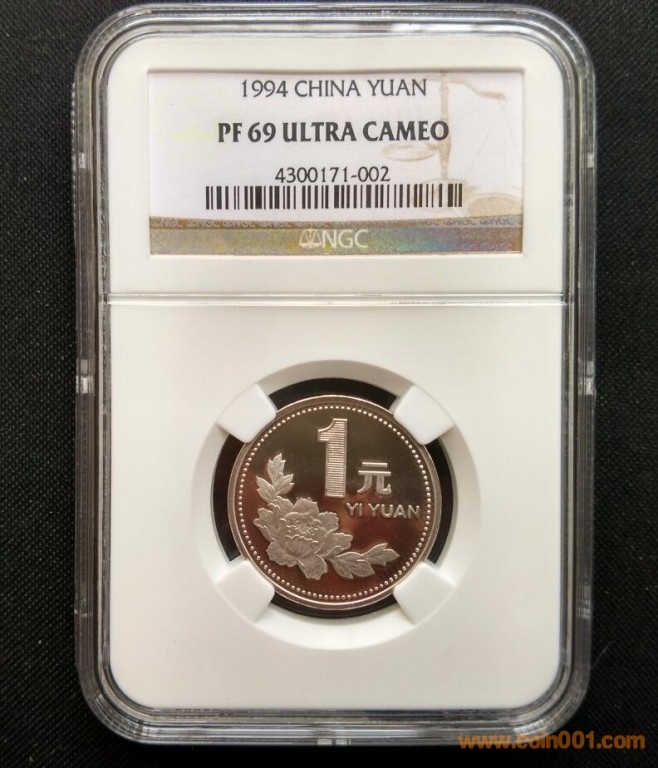 1994 CHINA YUAN
PF 69 ULTRA CAMEO
4300171-002
NGC
1 元
YI YUAN
www.coin001.com